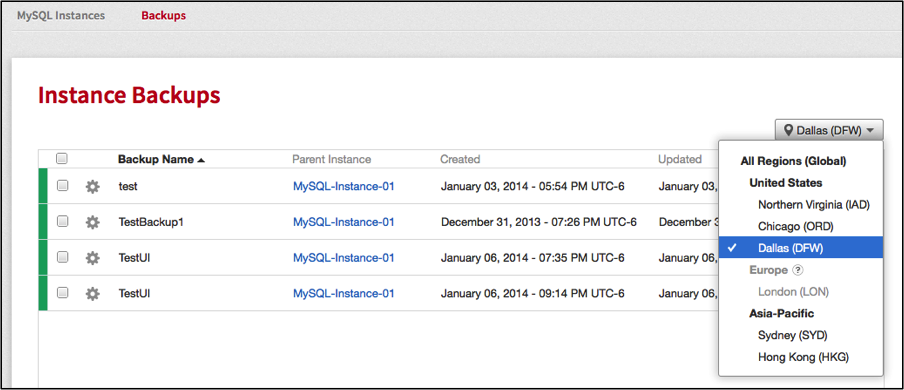 MySQL Instances Backups
Instance Backups
Dallas (DFW)
Backup Name Parent Instance Created Updated
test MySQL-Instance-01 January 03, 2014 - 05:54 PM UTC-6 January 03,
TestBackup1 MySQL-Instance-01 December 31, 2013 - 07:26 PM UTC-6 December 3
TestUI MySQL-Instance-01 January 06, 2014 - 07:35 PM UTC-6 January 06,
TestUI MySQL-Instance-01 January 06, 2014 - 09:14 PM UTC-6 January 06,
All Regions (Global)
United States
Northern Virginia (IAD)
Chicago (ORD)
Dallas (DFW)
Europe ?
London (LON)
Asia-Pacific
Sydney (SYD)
Hong Kong (HKG)